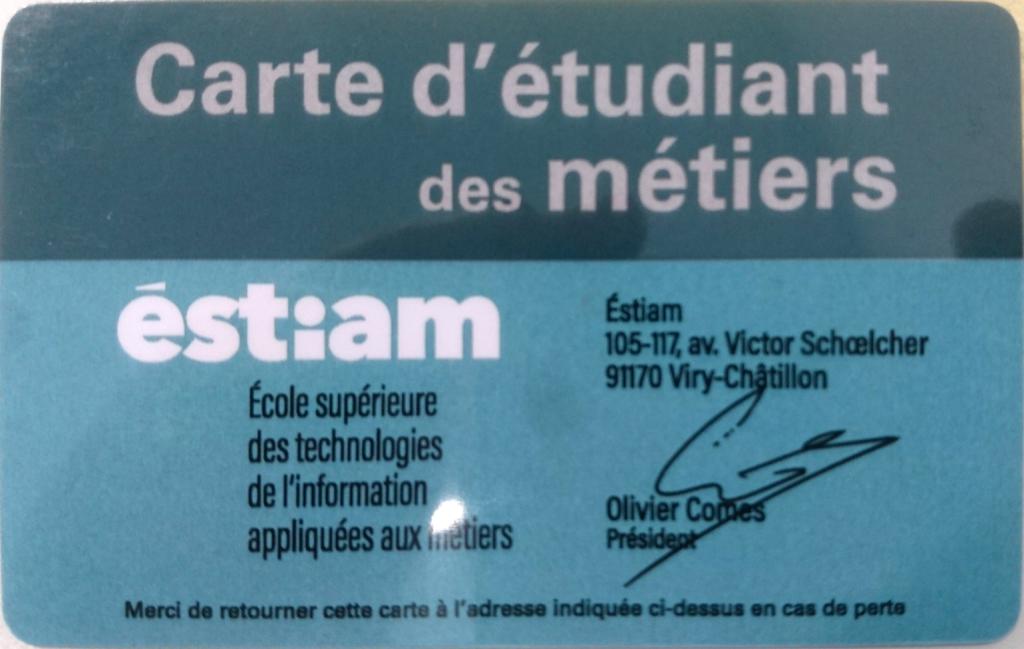 Carte d'étudiant
des métiers
éstiam
École supérieure
des technologies
de l'information
appliquées aux métiers
Éstiam
105-117, av. Victor Schœlcher
91170 Viry-Châtillon
Olivier Comes
Président
Merci de retourner cette carte à l'adresse indiquée ci-dessus en cas de perte